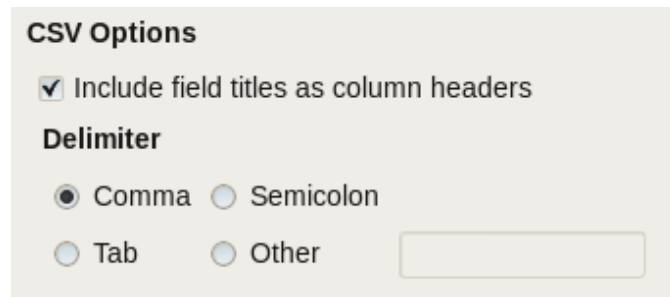 CSV Options
Include field titles as column headers
Delimiter
Comma Semicolon
Tab Other